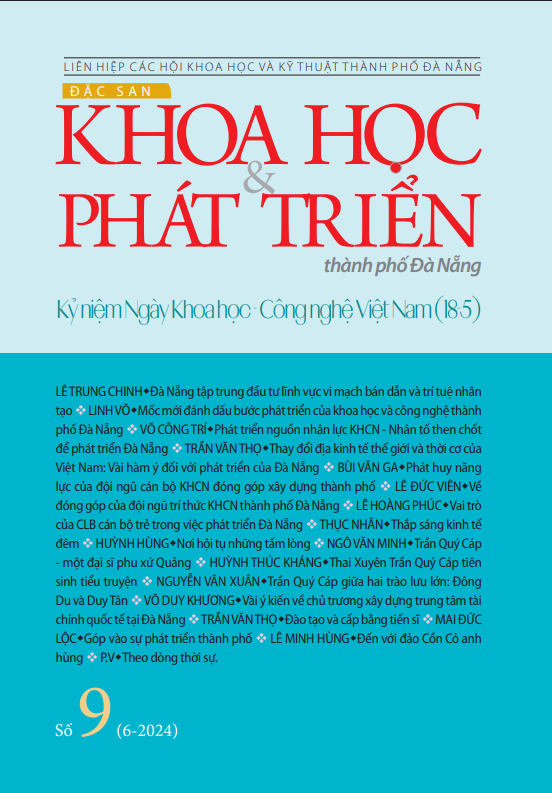 LIÊN HIỆP CÁC HỘI KHOA HỌC VÀ KỸ THUẬT THÀNH PHỐ ĐÀ NẴNG
ĐẶC SAN
KHOA HỌC
&
PHÁT TRIỂN
thành phố Đà Nẵng
Kỷ niệm Ngày Khoa học - Công nghệ Việt Nam (18-5)
LÊ TRUNG CHINH◆Đà Nẵng tập trung đầu tư lĩnh vực vi mạch bán dẫn và trí tuệ nhân
tạo ❖ LINH VÕ◆Mốc mới đánh dấu bước phát triển của khoa học và công nghệ thành
phố Đà Nẵng ❖ VÕ CÔNG TRÍ◆Phát triển nguồn nhân lực KHCN - Nhân tố then chốt
để phát triển Đà Nẵng ❖ TRẦN VĂN THỌ◆Thay đổi địa kinh tế thế giới và thời cơ của
Việt Nam: Vài hàm ý đối với phát triển của Đà Nẵng ❖ BÙI VĂN GA◆Phát huy năng
lực của đội ngũ cán bộ KHCN đóng góp xây dựng thành phố ❖ LÊ ĐỨC VIÊN◆Về
đóng góp của đội ngũ trí thức KHCN thành phố Đà Nẵng ❖ LÊ HOÀNG PHÚC◆Vai trò
của CLB cán bộ trẻ trong việc phát triển Đà Nẵng ❖ THỤC NHÂN◆Thắp sáng kinh tế
đêm ❖ HUỲNH HÙNG◆Nơi hội tụ những tấm lòng ❖ NGÔ VĂN MINH◆Trần Quý Cáp
- một đại sĩ phu xứ Quảng ❖ HUỲNH THÚC KHÁNG◆Thai Xuyên Trần Quý Cáp tiên
sinh tiểu truyện ❖ NGUYỄN VĂN XUÂN◆Trần Quý Cáp giữa hai trào lưu lớn: Đông
Du và Duy Tân ❖ VÕ DUY KHƯƠNG◆Vài ý kiến về chủ trương xây dựng trung tâm tài
chính quốc tế tại Đà Nẵng ❖ TRẦN VĂN THỌ◆Đào tạo và cấp bằng tiến sĩ ❖ MAI ĐỨC
LỘC◆Góp vào sự phát triển thành phố ❖ LÊ MINH HÙNG◆Đến với đảo Cồn Cỏ anh
hùng ❖ P.V◆Theo dòng thời sự.
Số 9 (6-2024)